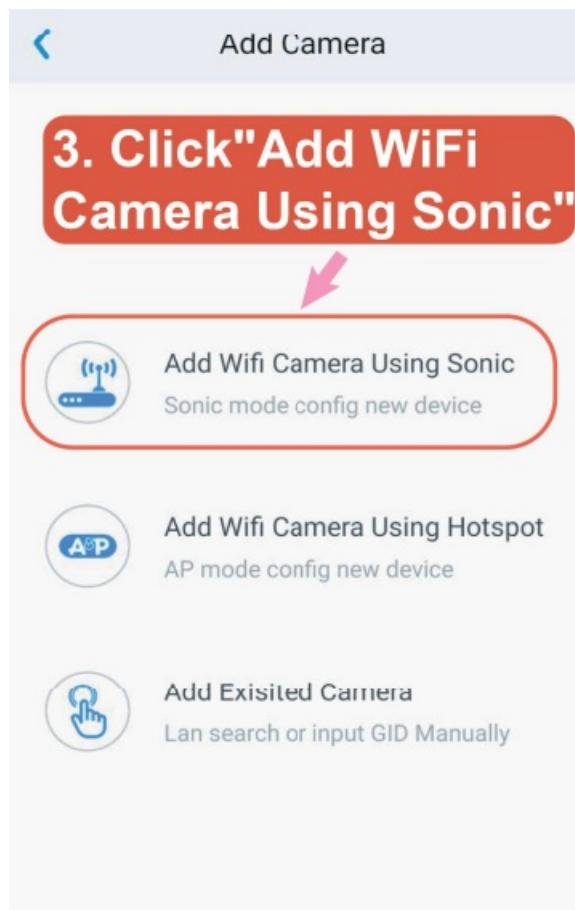 Add Camera
3. Click"Add WiFi
Camera Using Sonic"
Add Wifi Camera Using Sonic
Sonic mode config new device
AP
Add Wifi Camera Using Hotspot
AP mode config new device
Add Exisited Camera
Lan search or input GID Manually